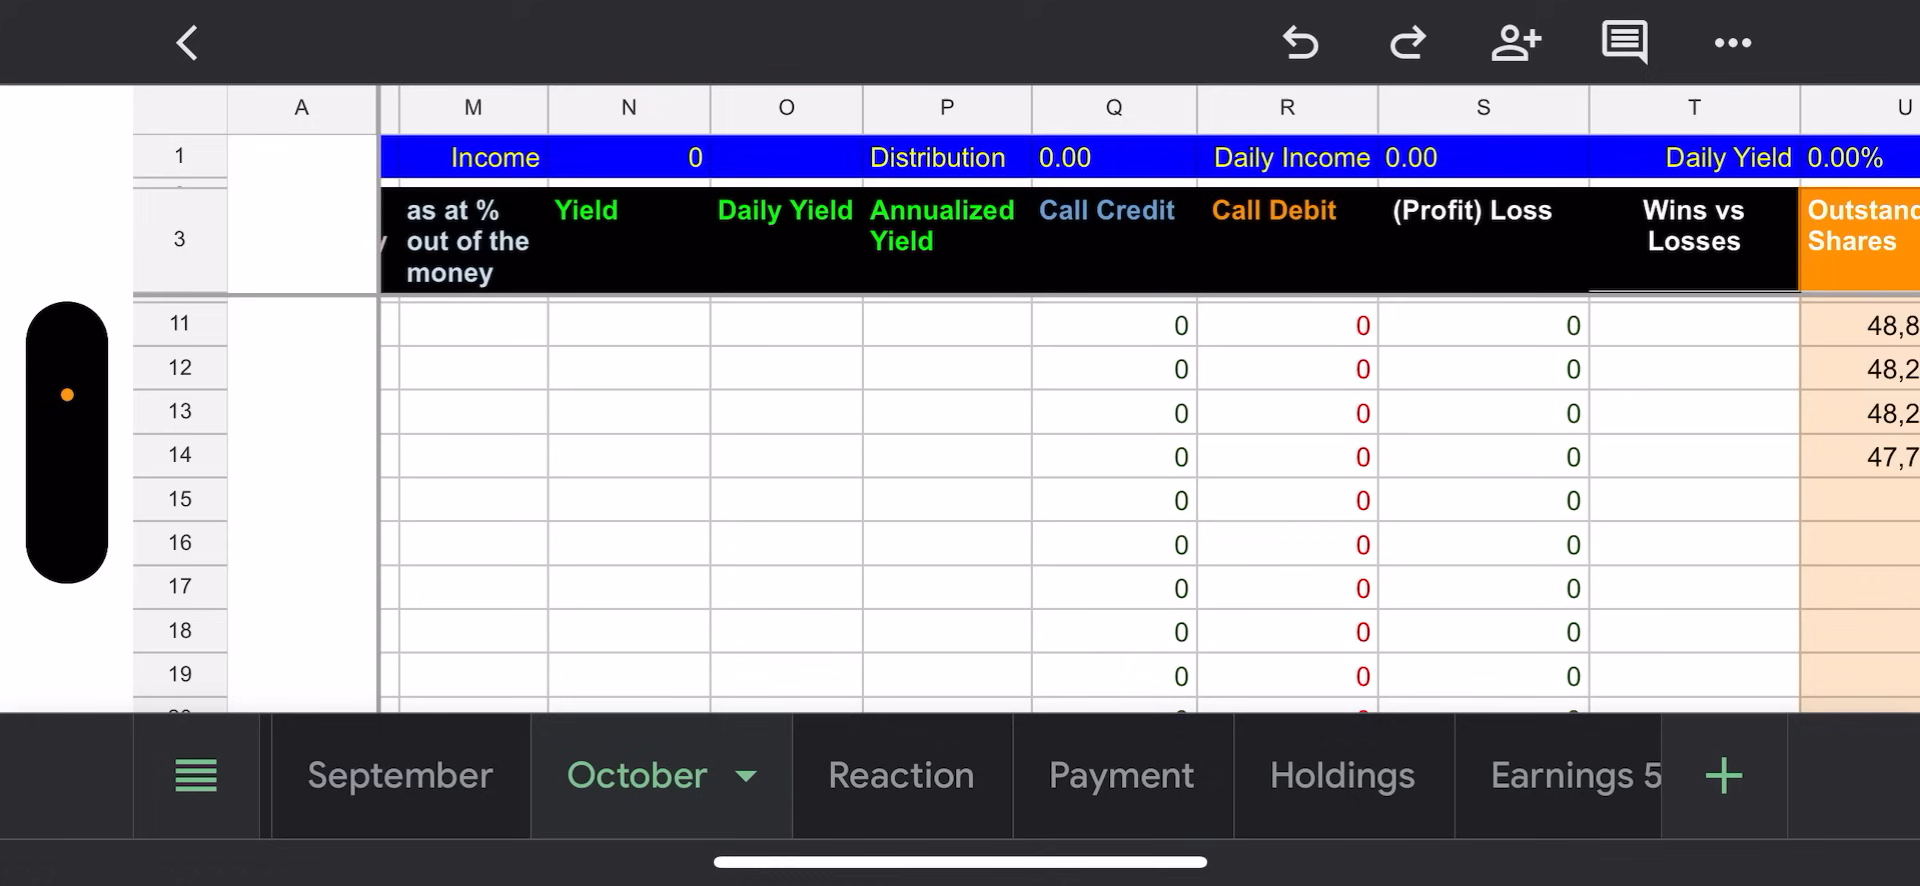 A M N O P Q R S T U
1 Income 0 Distribution 0.00 Daily Income 0.00 Daily Yield 0.00%
3 as at % out of the money Yield Daily Yield Annualized Yield Call Credit Call Debit (Profit) Loss Wins vs Losses Shares
11 0 0 0 48,8
12 0 0 0 48,2
13 0 0 0 48,2
14 0 0 0 47,7
15 0 0 0
16 0 0 0
17 0 0 0
18 0 0 0
19 0 0 0
September October Reaction Payment Holdings Earnings 5